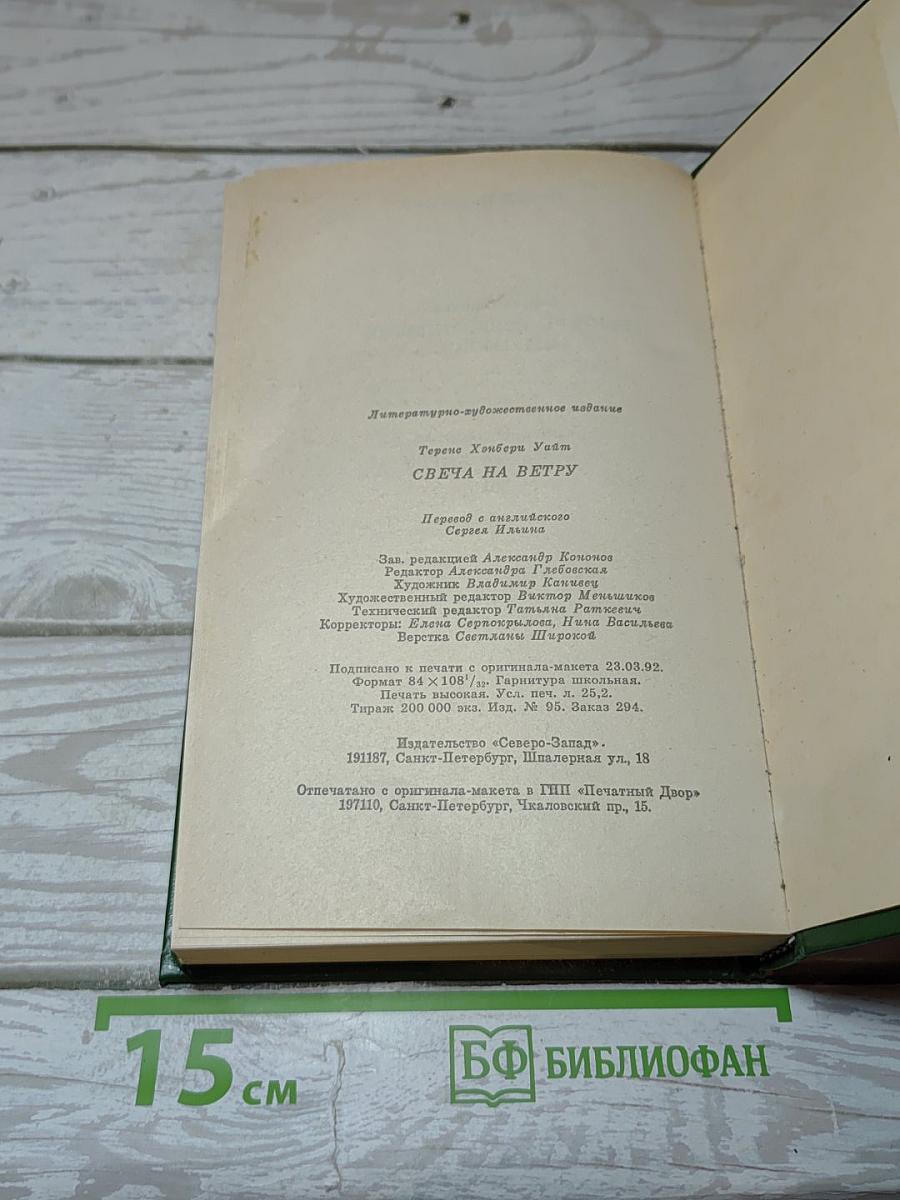 Литературно-художественное издание
Теренс Хэнбери Уайт
СВЕЧА НА ВЕТРУ
Перевод с английского
Сергея Ильина
Зав. редакцией Александр Кононов
Редактор Александра Глебовская
Художник Владимир Канивец
Художественный редактор Виктор Меньшиков
Технический редактор Татьяна Раткевич
Корректоры: Елена Серпокрылова, Нина Васильева
Верстка Светланы Широкой
Подписано к печати с оригинала-макета 23.03.92.
Формат 84 × 108¹/₃₂. Гарнитура школьная.
Печать высокая. Усл. печ. л. 25,2.
Тираж 200 000 экз. Изд. № 95. Заказ 294.
Издательство «Северо-Запад».
191187, Санкт-Петербург, Шпалерная ул., 18
Отпечатано с оригинала-макета в ГПП «Печатный Двор»
197110, Санкт-Петербург, Чкаловский пр., 15.
15 см
БФ БИБЛИОФАН